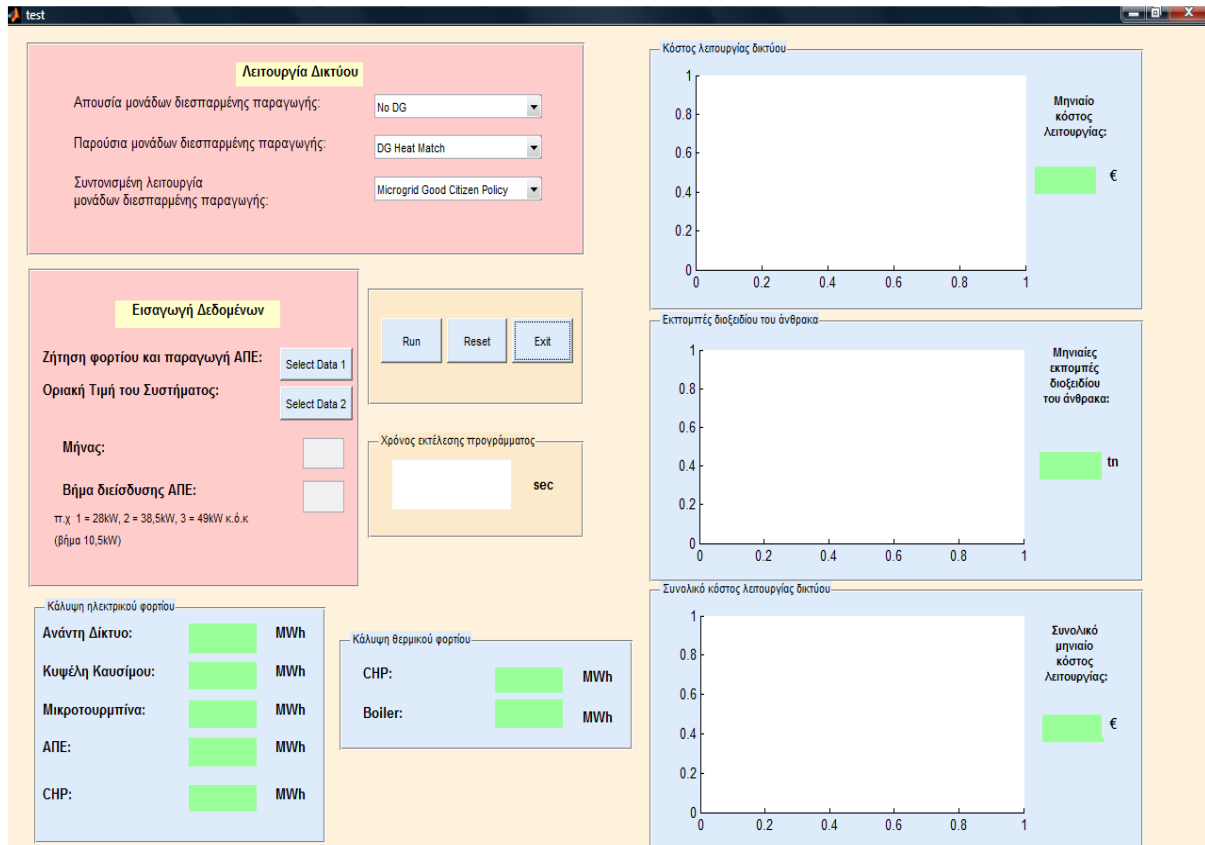 test
Λειτουργία Δικτύου
Απουσία μονάδων διεσπαρμένης παραγωγής:
No DG
Παρούσια μονάδων διεσπαρμένης παραγωγής:
DG Heat Match
Συντονισμένη λειτουργία
μονάδων διεσπαρμένης παραγωγής:
Microgrid Good Citizen Policy
Εισαγωγή Δεδομένων
Ζήτηση φορτίου και παραγωγή ΑΠΕ:
Select Data 1
Οριακή Τιμή του Συστήματος:
Select Data 2
Μήνας:
Βήμα διείσδυσης ΑΠΕ:
π.χ 1 = 28kW, 2 = 38,5kW, 3 = 49kW κ.ό.κ
(βήμα 10,5kW)
Run
Reset
Exit
Χρόνος εκτέλεσης προγράμματος
sec
Κάλυψη ηλεκτρικού φορτίου
Ανάντη Δίκτυο:
MWh
Κυψέλη Καυσίμου:
MWh
Μικροτουρμπίνα:
MWh
ΑΠΕ:
MWh
CHP:
MWh
Κάλυψη θερμικού φορτίου
CHP:
MWh
Boiler:
MWh
Κόστος λειτουργίας δικτύου
1
0.8
0.6
0.4
0.2
0
0 0.2 0.4 0.6 0.8 1
Μηνιαίο
κόστος
λειτουργίας:
€
Εκπομπές διοξειδίου του άνθρακα
1
0.8
0.6
0.4
0.2
0
0 0.2 0.4 0.6 0.8 1
Μηνιαίες
εκπομπές
διοξειδίου
του άνθρακα:
tn
Συνολικό κόστος λειτουργίας δικτύου
1
0.8
0.6
0.4
0.2
0
0 0.2 0.4 0.6 0.8 1
Συνολικό
μηνιαίο
κόστος
λειτουργίας:
€